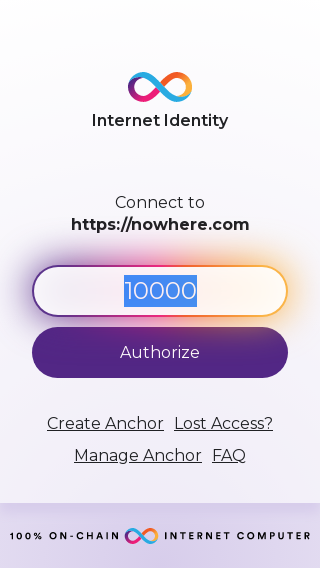 Internet Identity
Connect to
https://nowhere.com
10000
Authorize
Create Anchor Lost Access?
Manage Anchor FAQ
100% ON-CHAIN INTERNET COMPUTER